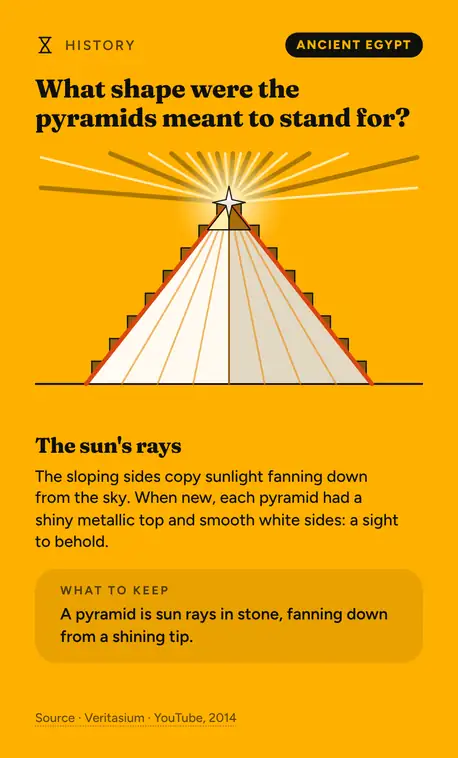 HISTORY
ANCIENT EGYPT
What shape were the
pyramids meant to stand for?
The sun's rays
The sloping sides copy sunlight fanning down
from the sky. When new, each pyramid had a
shiny metallic top and smooth white sides: a sight
to behold.
WHAT TO KEEP
A pyramid is sun rays in stone, fanning down
from a shining tip.
Source · Veritasium · YouTube, 2014